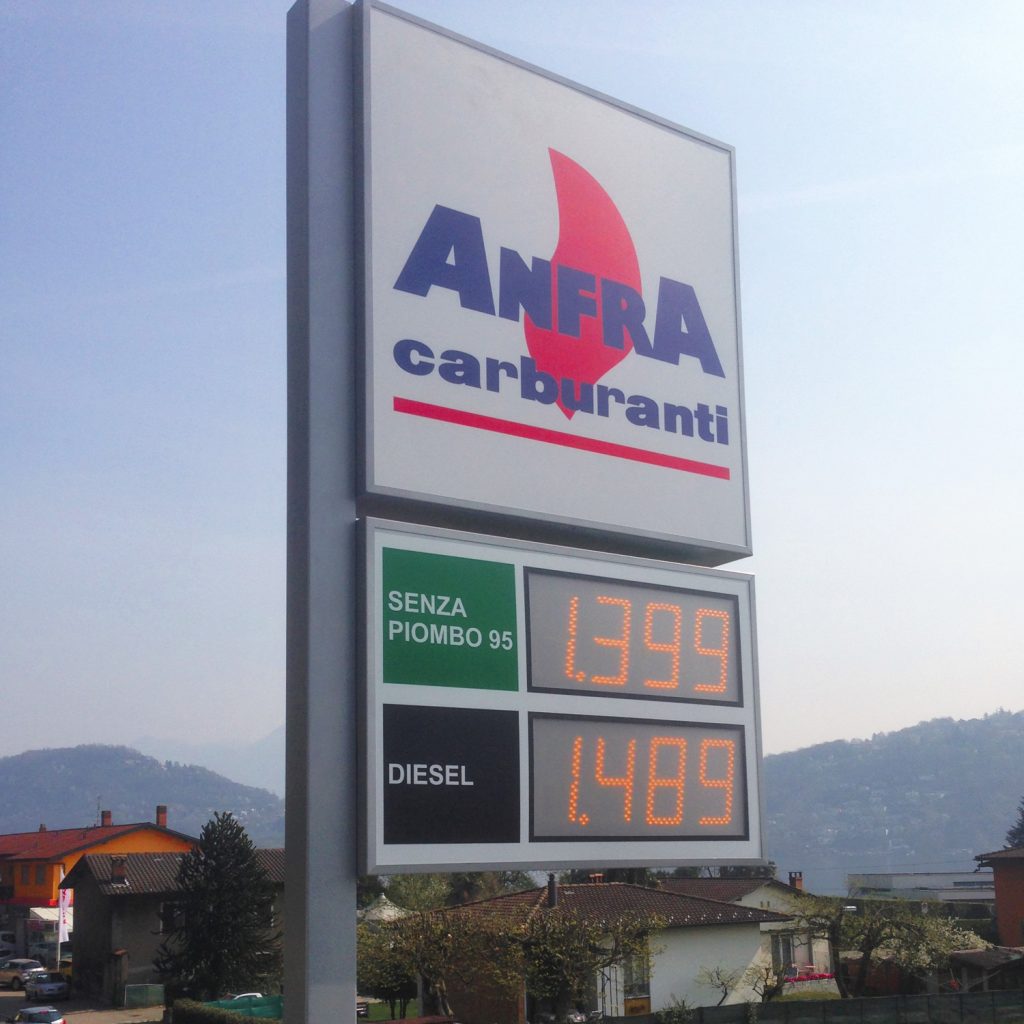 ANFRA
carburanti
SENZA
PIOMBO 95
1.399
DIESEL
1.489